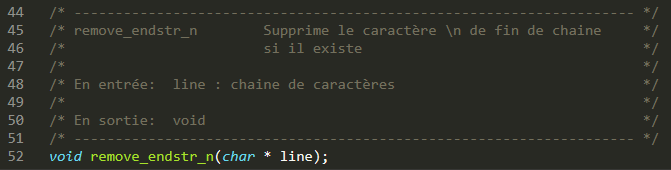 44 /* -------------------------------------------------------------------- */
45 /* remove_endstr_n        Supprime le caractère \n de fin de chaine     */
46 /*                        si il existe                                  */
47 /*                                                                      */
48 /* En entrée:  line : chaine de caractères                              */
49 /*                                                                      */
50 /* En sortie:  void                                                     */
51 /* -------------------------------------------------------------------- */
52 void remove_endstr_n(char * line);